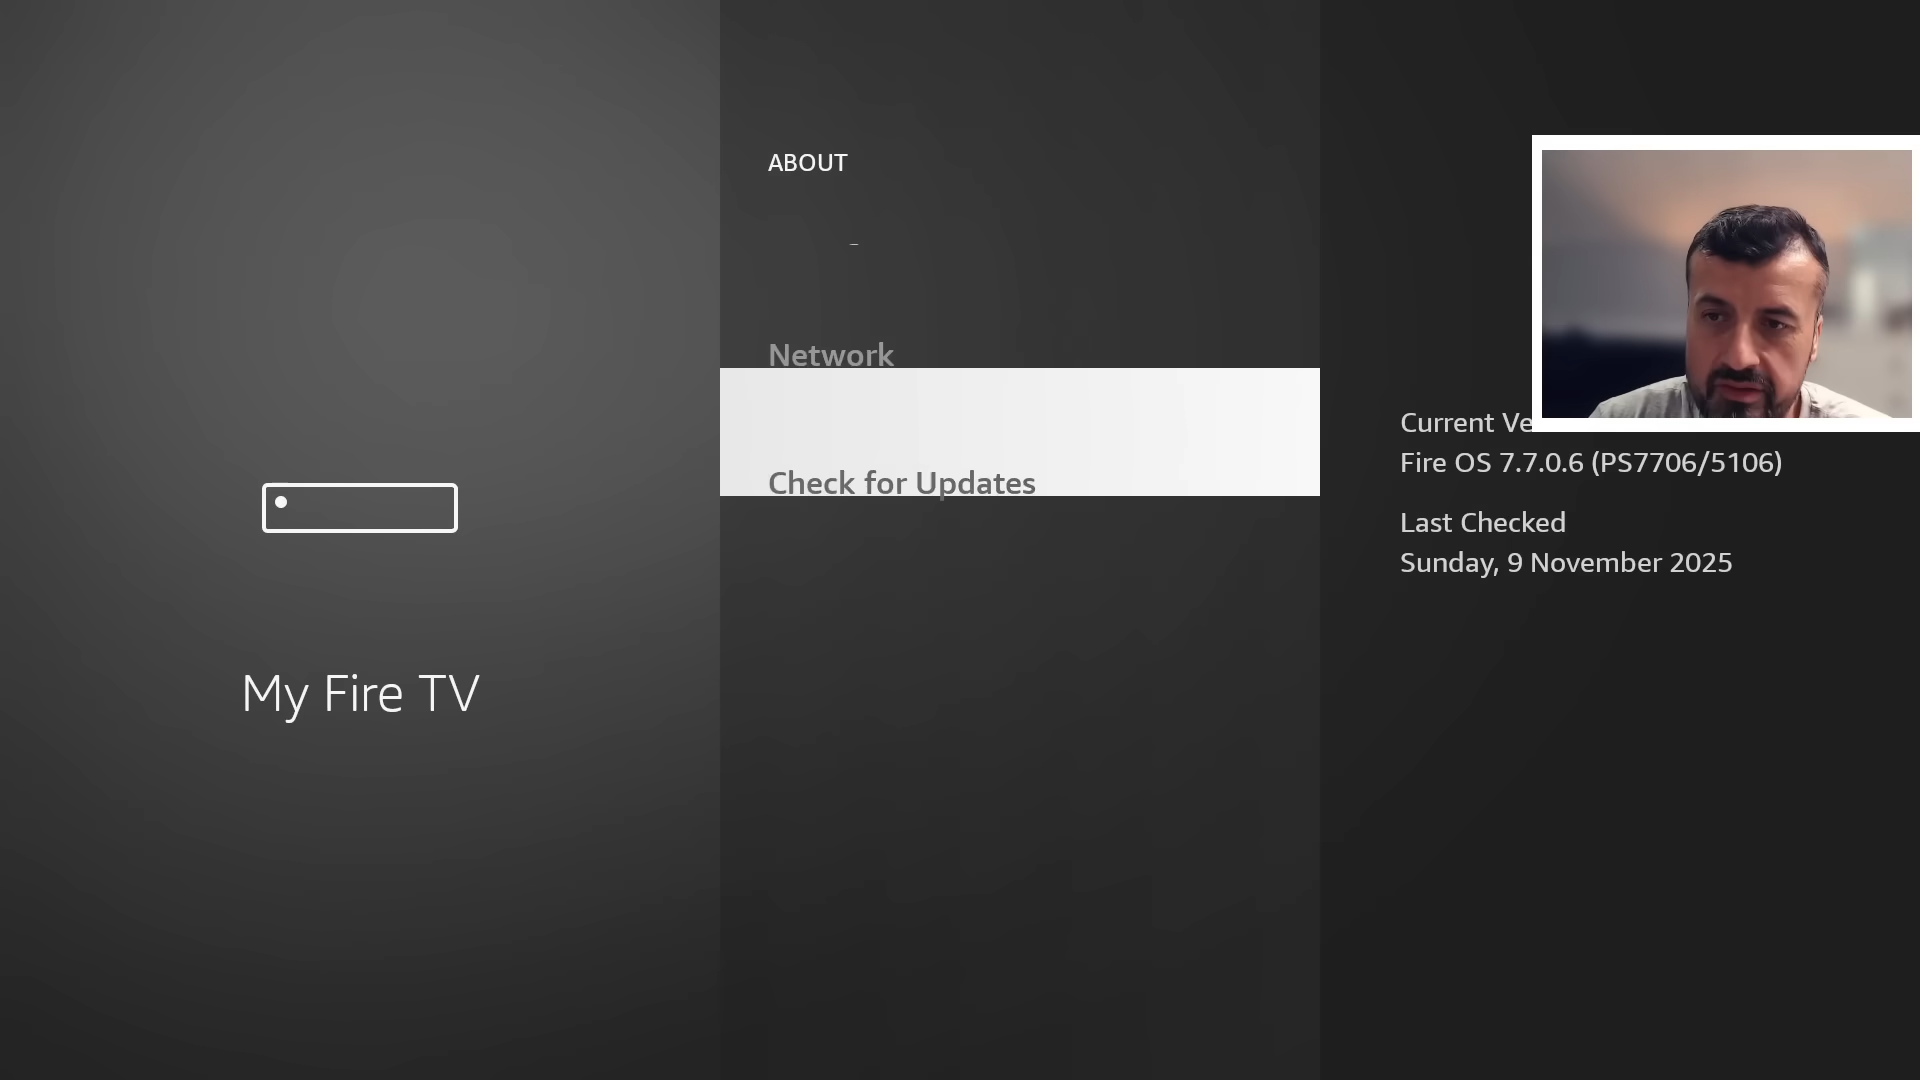 ABOUT
Network
Check for Updates
My Fire TV
Current Ve
Fire OS 7.7.0.6 (PS7706/5106)
Last Checked
Sunday, 9 November 2025